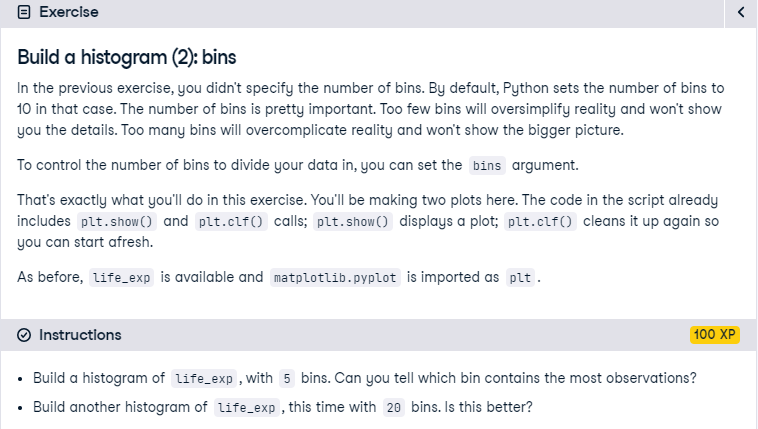 Exercise
Build a histogram (2): bins
In the previous exercise, you didn't specify the number of bins. By default, Python sets the number of bins to
10 in that case. The number of bins is pretty important. Too few bins will oversimplify reality and won't show
you the details. Too many bins will overcomplicate reality and won't show the bigger picture.
To control the number of bins to divide your data in, you can set the bins argument.
That's exactly what you'll do in this exercise. You'll be making two plots here. The code in the script already
includes plt.show() and plt.clf() calls; plt.show() displays a plot; plt.clf() cleans it up again so
you can start afresh.
As before, life_exp is available and matplotlib.pyplot is imported as plt.
Instructions
100 XP
• Build a histogram of life_exp, with 5 bins. Can you tell which bin contains the most observations?
• Build another histogram of life_exp, this time with 20 bins. Is this better?